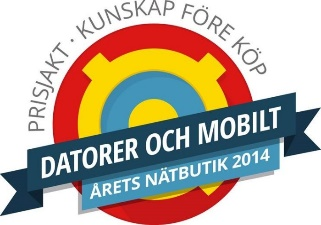 PRISJAKT · KUNSKAP FÖRE KÖP
DATORER OCH MOBILT
ÅRETS NÄTBUTIK 2014